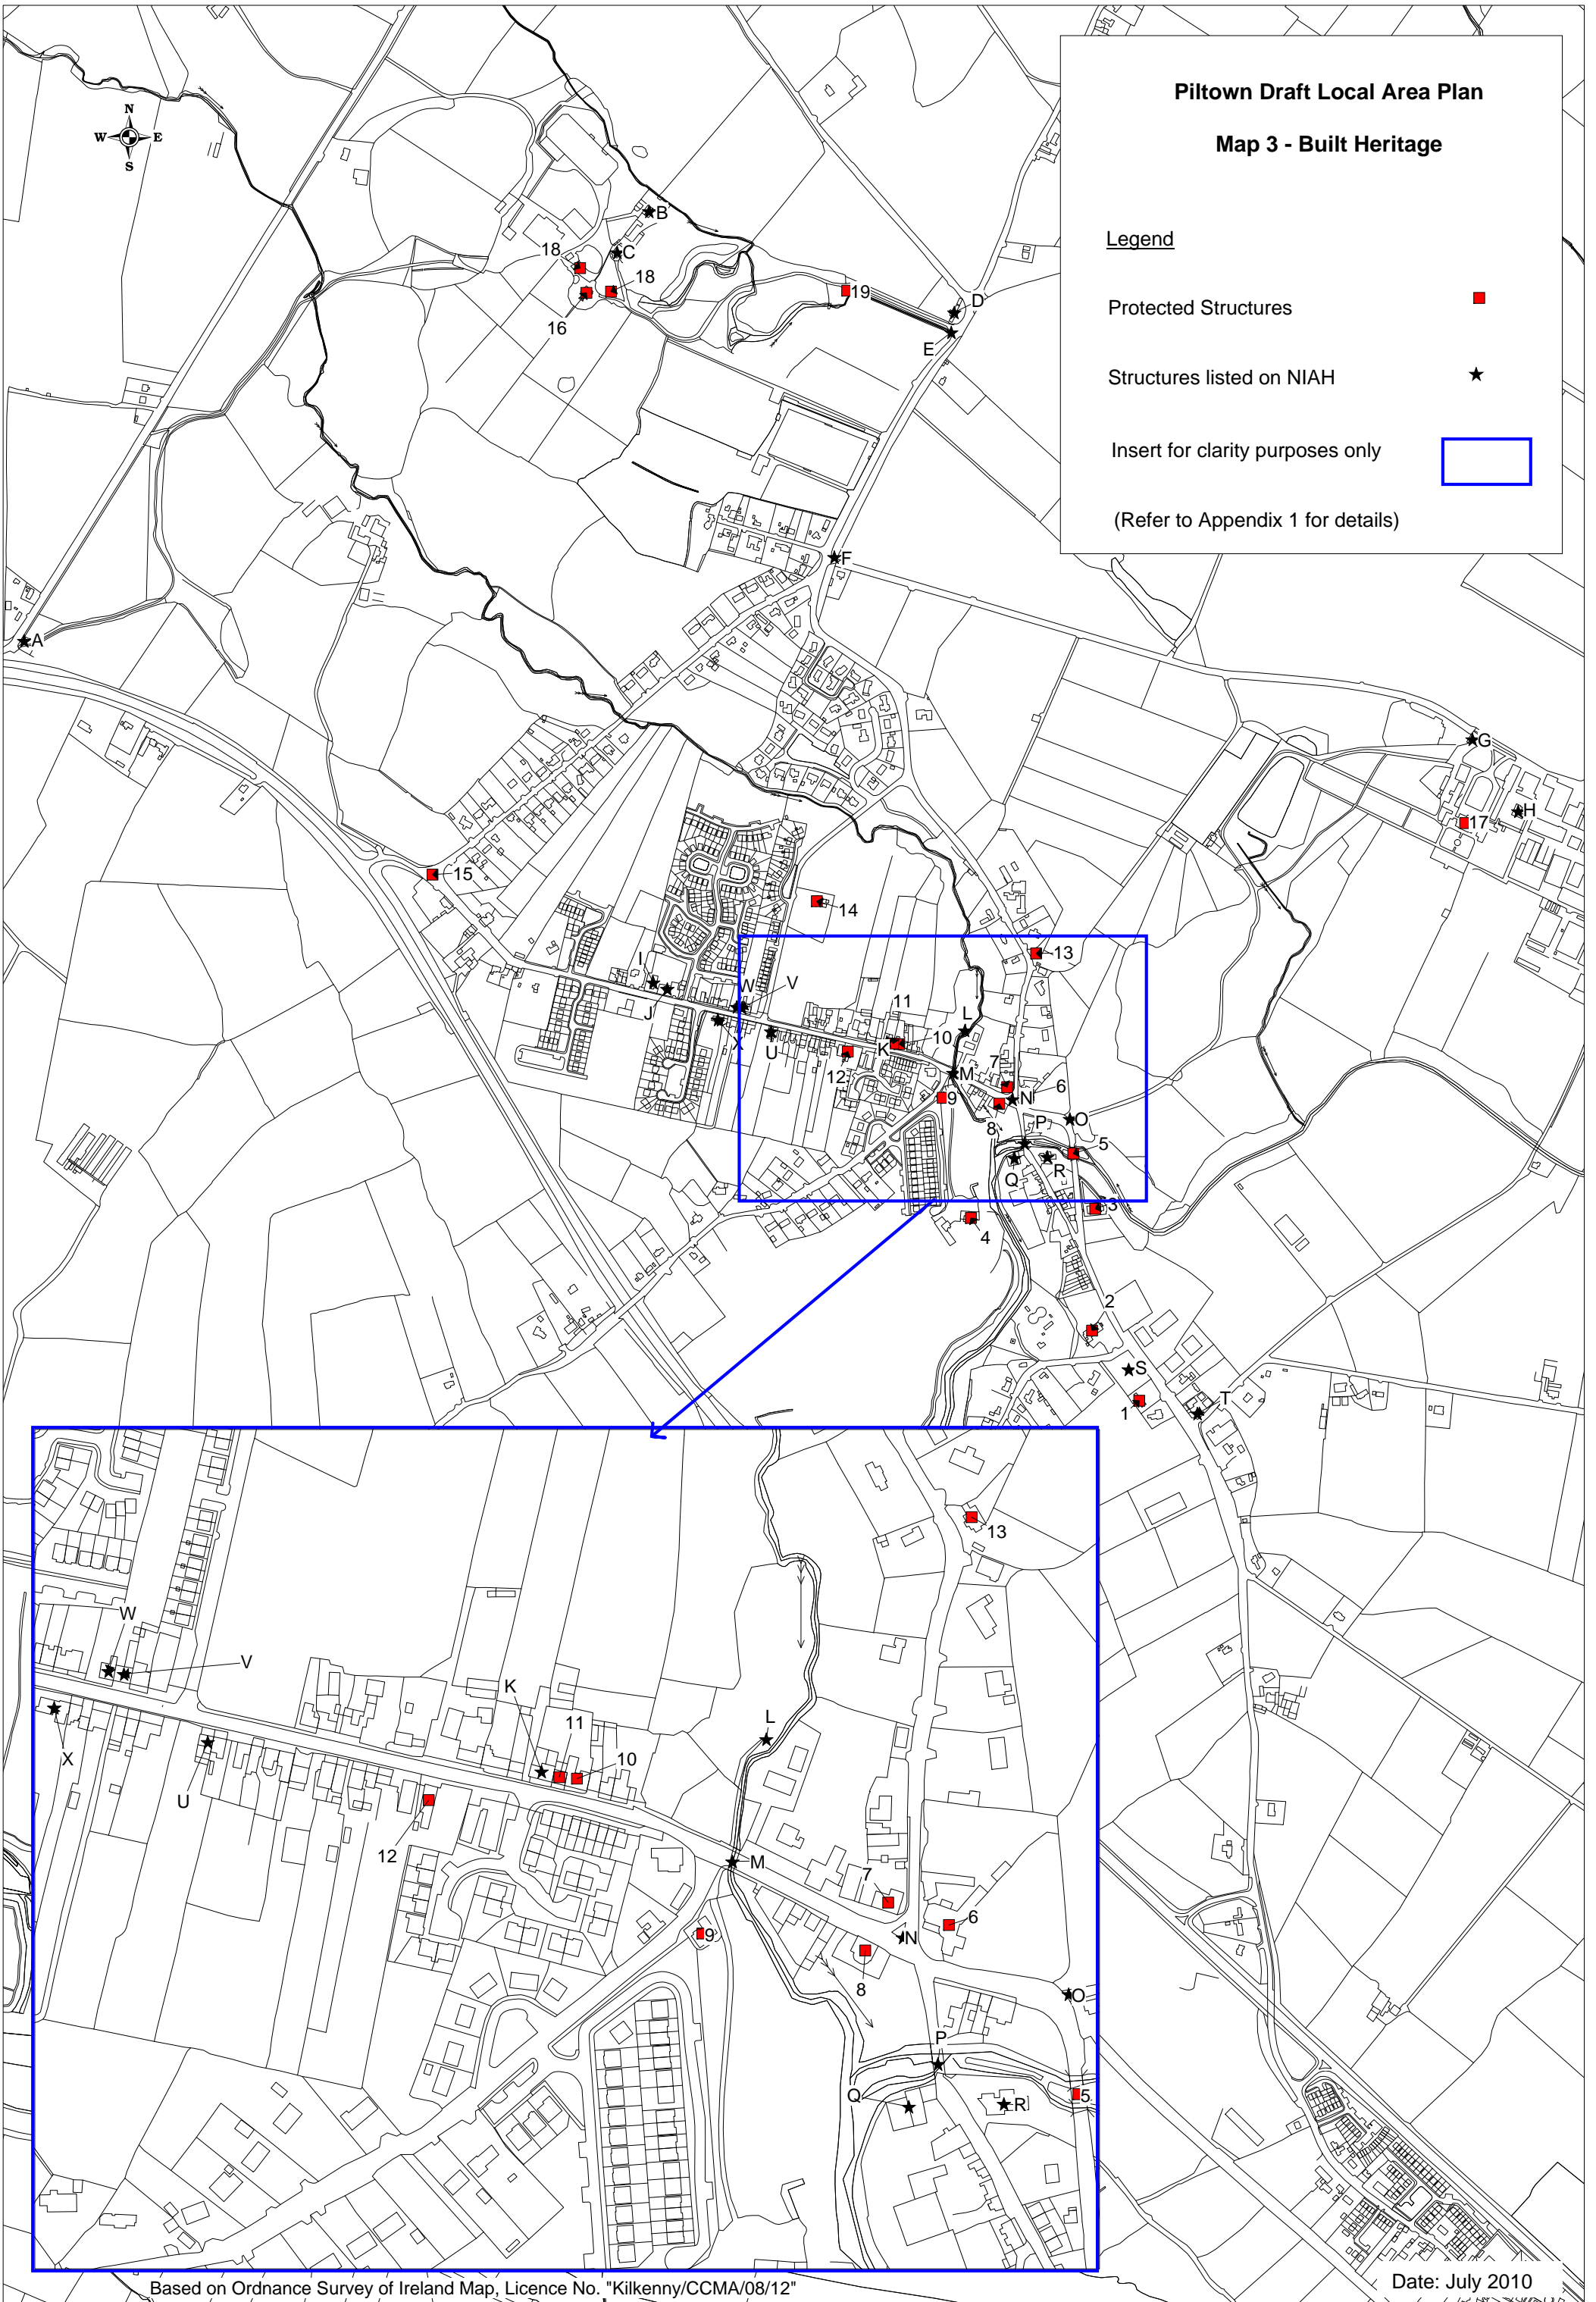 Piltown Draft Local Area Plan
Map 3 - Built Heritage
Legend
Protected Structures
Structures listed on NIAH
Insert for clarity purposes only
(Refer to Appendix 1 for details)
N
W E
S
B
C
18
18
16
19
D
E
F
A
G
H
17
15
14
13
I
J
W
V
X
U
11
10
K
12
L
M
9
7
6
N
8
P
O
5
Q
R
3
4
2
S
1
T
13
W
V
X
U
K
11
10
12
L
M
7
6
9
N
8
O
P
Q
R
5
Based on Ordnance Survey of Ireland Map, Licence No. "Kilkenny/CCMA/08/12"
Date: July 2010